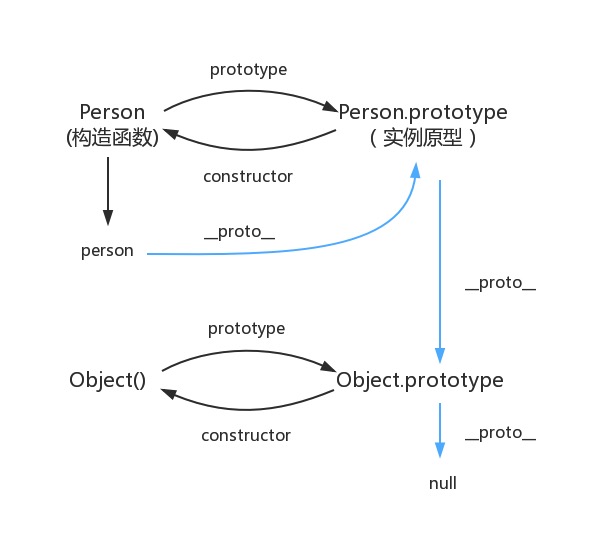 prototype
Person
(构造函数)
Person.prototype
（实例原型）
constructor
person
__proto__
__proto__
prototype
Object()
Object.prototype
constructor
__proto__
null